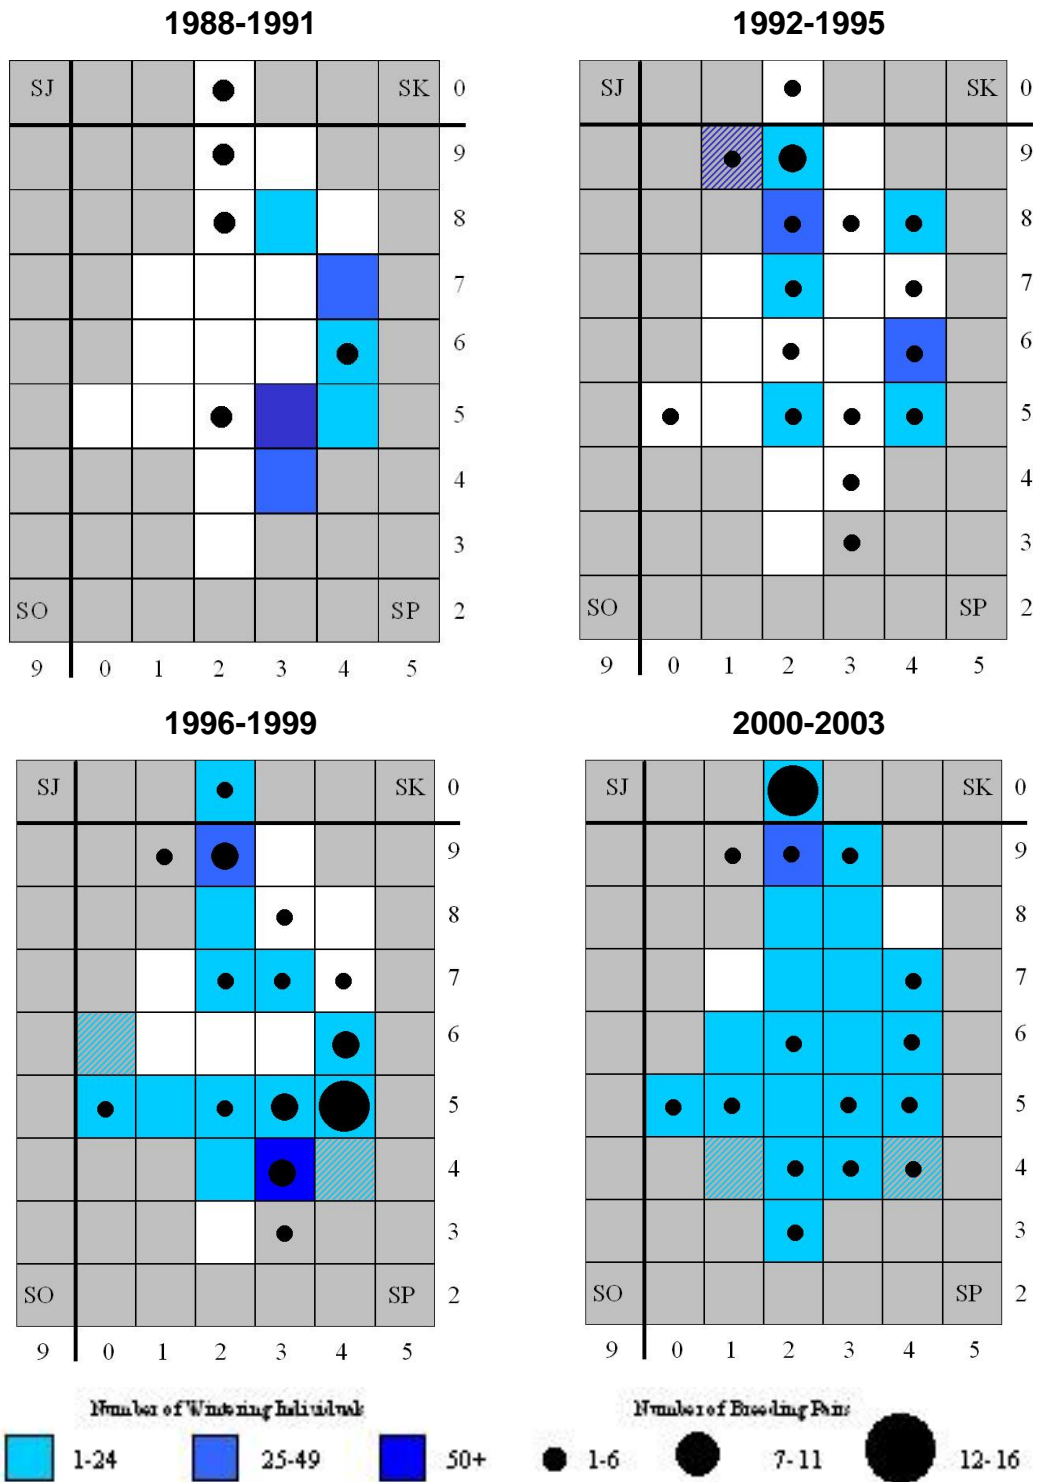 1988-1991 1992-1995
SJ SK 0 SJ SK 0
9 9
8 8
7 7
6 6
5 5
4 4
3 3
SO SP 2 SO SP 2
9 0 1 2 3 4 5 9 0 1 2 3 4 5
1996-1999 2000-2003
SJ SK 0 SJ SK 0
9 9
8 8
7 7
6 6
5 5
4 4
3 3
SO SP 2 SO SP 2
9 0 1 2 3 4 5 9 0 1 2 3 4 5
Number of Wintering Individuals Number of Breeding Pairs
1-24 25-49 50+ 1-6 7-11 12-16